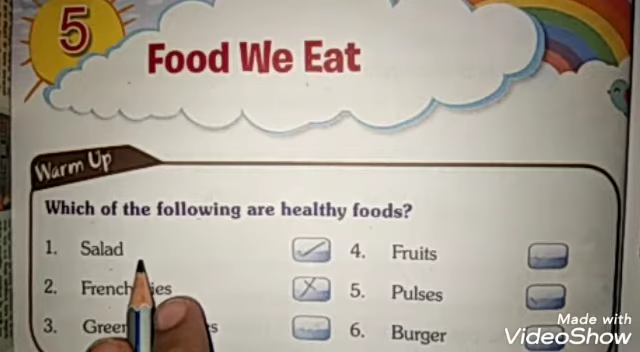 5
Food We Eat
Warm Up
Which of the following are healthy foods?
1. Salad
4. Fruits
2. French
5. Pulses
3.
6. Burger
Made with
VideoShow